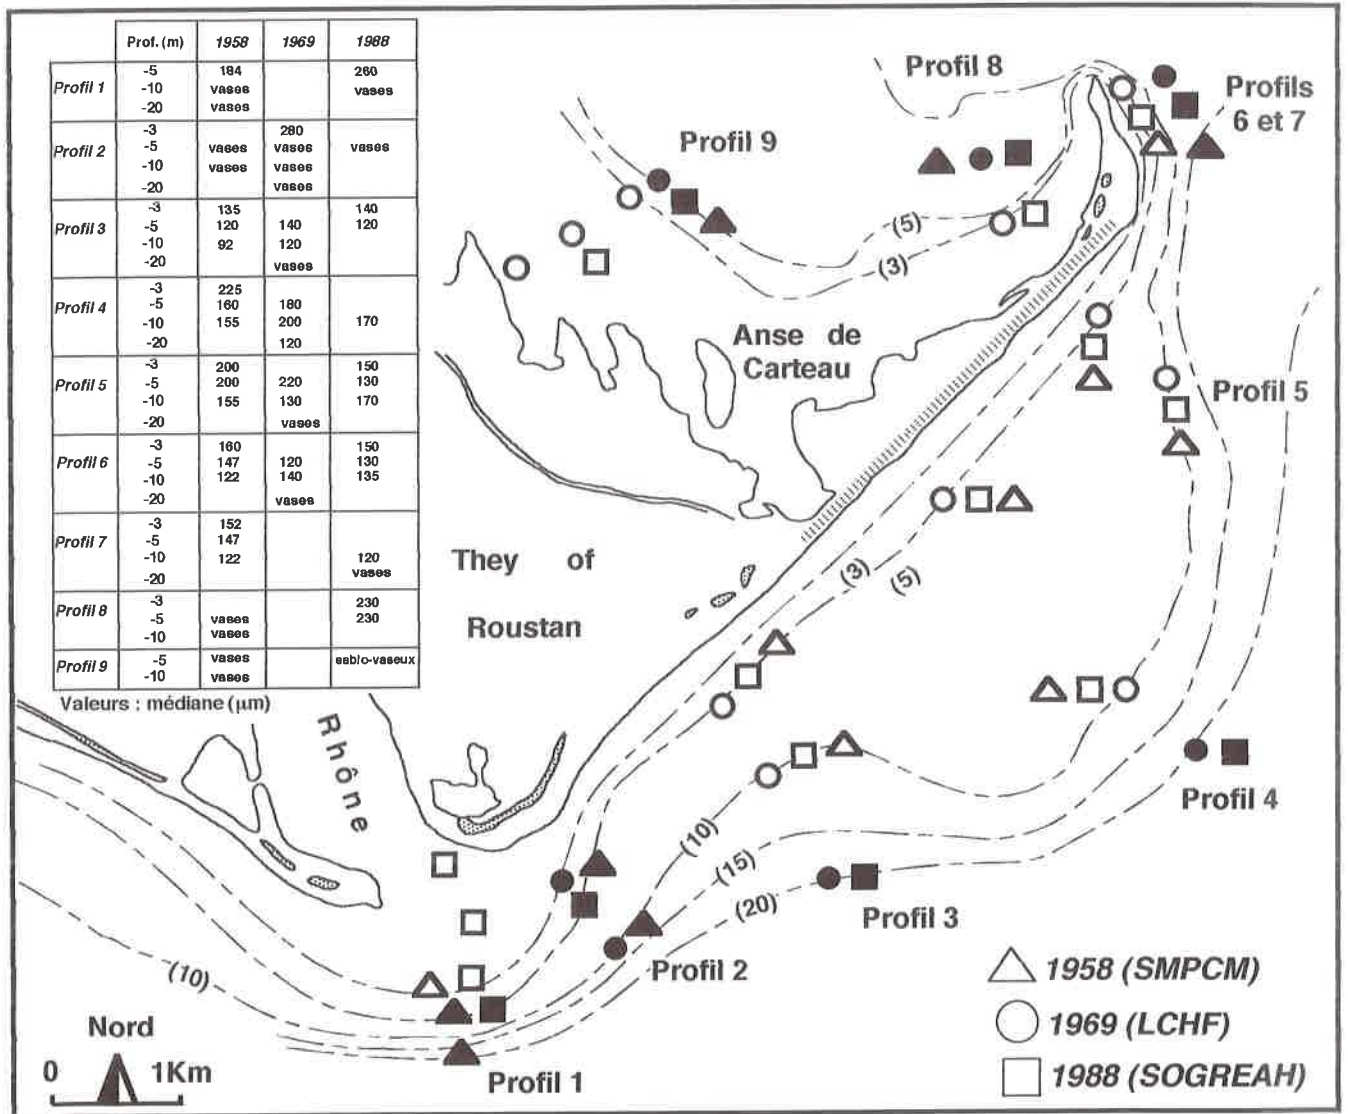 Prof. (m) 1958 1969 1988
Profil 1
-5 184 260
-10 vases vases
-20 vases
Profil 2
-3 280
-5 vases vases vases
-10 vases vases
-20 vases
Profil 3
-3 135 140
-5 120 140 120
-10 92 120
-20 vases
Profil 4
-3 225
-5 160 180
-10 155 200 170
-20 120
Profil 5
-3 200 150
-5 200 220 130
-10 155 130 170
-20 vases
Profil 6
-3 160 150
-5 147 120 130
-10 122 140 135
-20 vases
Profil 7
-3 152
-5 147
-10 122 120
-20 vases
Profil 8
-3 230
-5 vases 230
-10 vases
Profil 9
-5 vases sablo-vaseux
-10 vases
Valeurs : médiane (µm)
Profil 8
Profils
6 et 7
Profil 9
(5)
(3)
Anse de
Carteau
Profil 5
They of
Roustan
(3)
(5)
Rhône
Profil 4
(10)
(15)
(20)
Profil 3
Profil 2
(10)
Profil 1
Nord
0 1Km
1958 (SMPCM)
1969 (LCHF)
1988 (SOGREAH)